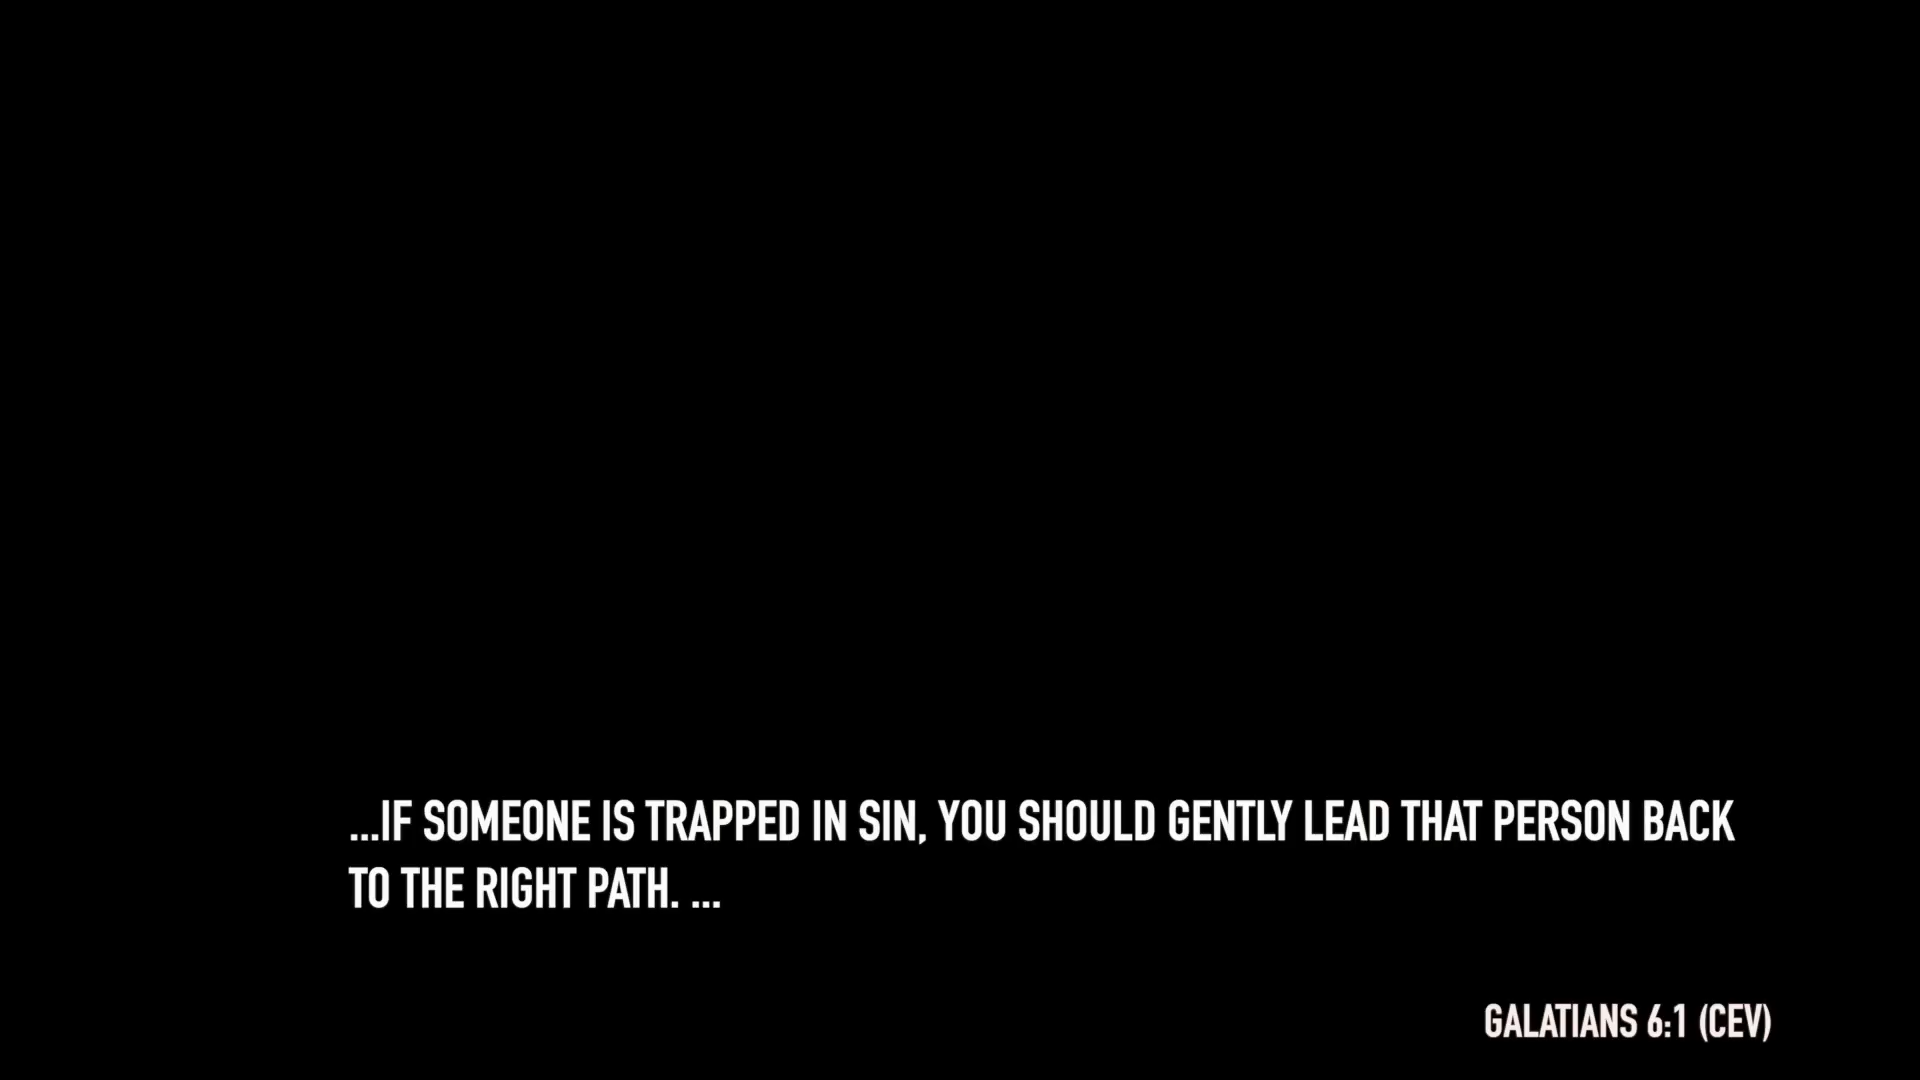 ...IF SOMEONE IS TRAPPED IN SIN, YOU SHOULD GENTLY LEAD THAT PERSON BACK
TO THE RIGHT PATH. ...
GALATIANS 6:1 (CEV)